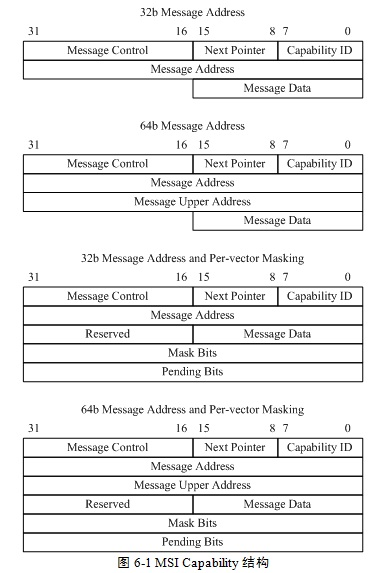 32b Message Address
31 16 15 8 7 0
Message Control Next Pointer Capability ID
Message Address
Message Data
64b Message Address
31 16 15 8 7 0
Message Control Next Pointer Capability ID
Message Address
Message Upper Address
Message Data
32b Message Address and Per-vector Masking
31 16 15 8 7 0
Message Control Next Pointer Capability ID
Message Address
Reserved Message Data
Mask Bits
Pending Bits
64b Message Address and Per-vector Masking
31 16 15 8 7 0
Message Control Next Pointer Capability ID
Message Address
Message Upper Address
Reserved Message Data
Mask Bits
Pending Bits
图 6-1 MSI Capability 结构